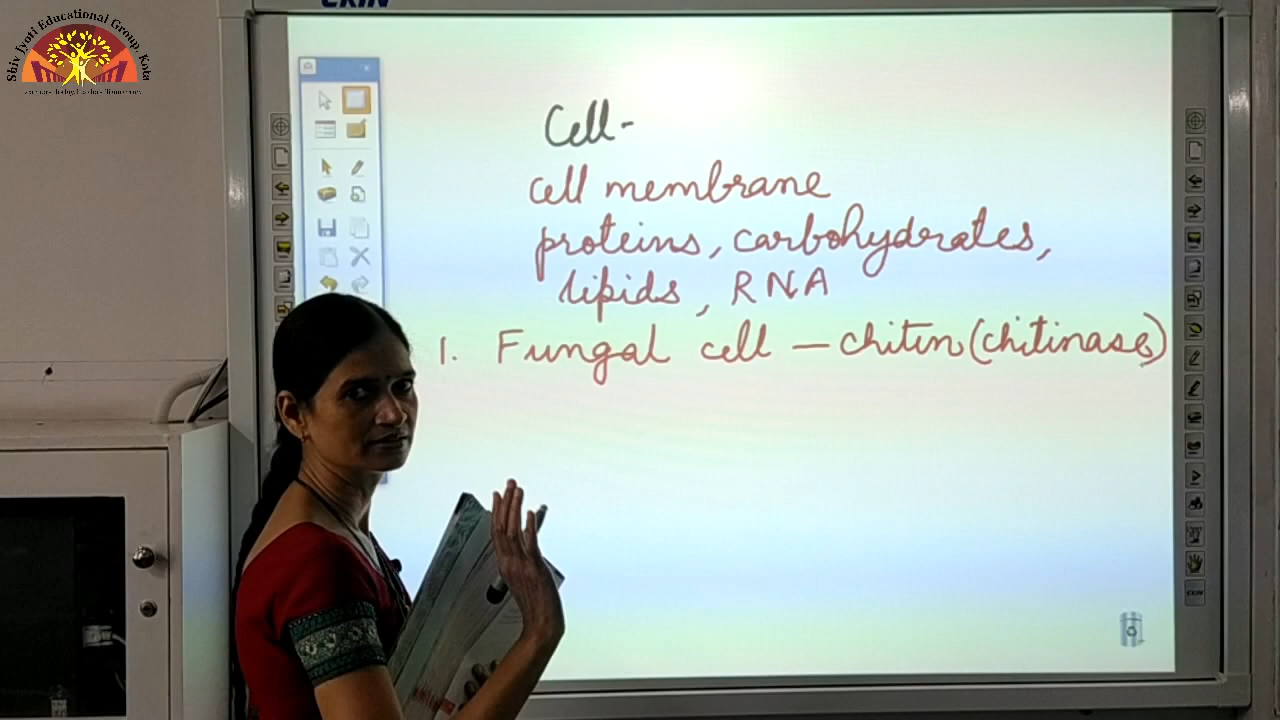 Shiv Jyoti Educational Group, Kota
Cell-
cell membrane
proteins, carbohydrates,
lipids, RNA
1. Fungal cell — chitin (chitinase)